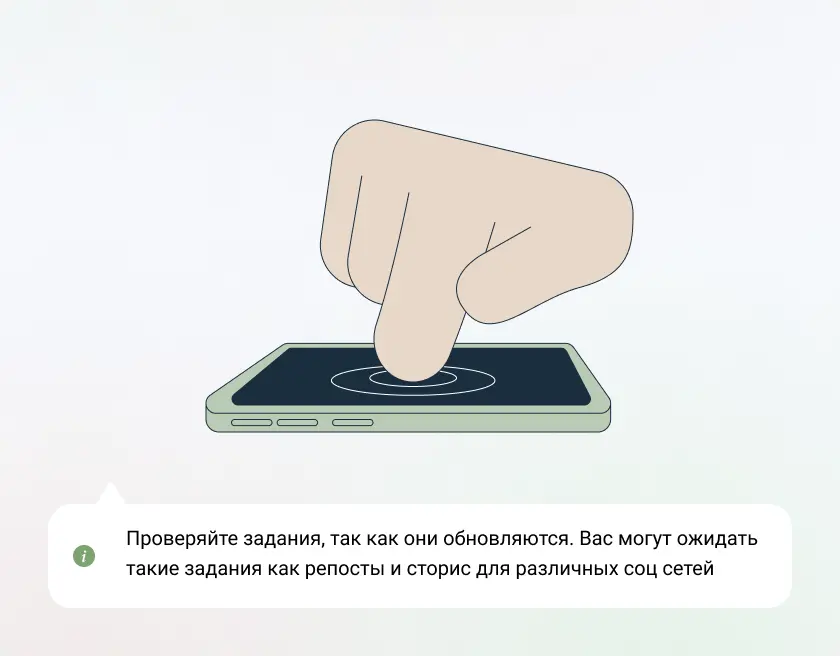 Проверяйте задания, так как они обновляются. Вас могут ожидать
такие задания как репосты и сторис для различных соц сетей